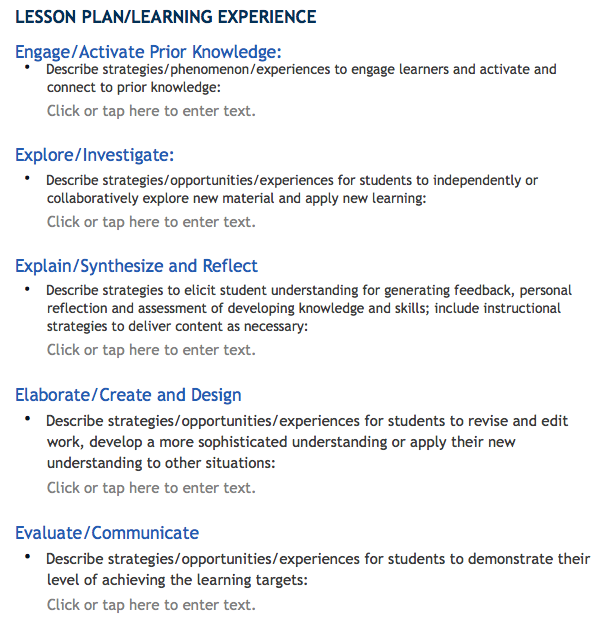 LESSON PLAN/LEARNING EXPERIENCE
Engage/Activate Prior Knowledge:
• Describe strategies/phenomenon/experiences to engage learners and activate and
connect to prior knowledge:
Click or tap here to enter text.
Explore/Investigate:
• Describe strategies/opportunities/experiences for students to independently or
collaboratively explore new material and apply new learning:
Click or tap here to enter text.
Explain/Synthesize and Reflect
• Describe strategies to elicit student understanding for generating feedback, personal
reflection and assessment of developing knowledge and skills; include instructional
strategies to deliver content as necessary:
Click or tap here to enter text.
Elaborate/Create and Design
• Describe strategies/opportunities/experiences for students to revise and edit
work, develop a more sophisticated understanding or apply their new
understanding to other situations:
Click or tap here to enter text.
Evaluate/Communicate
• Describe strategies/opportunities/experiences for students to demonstrate their
level of achieving the learning targets:
Click or tap here to enter text.